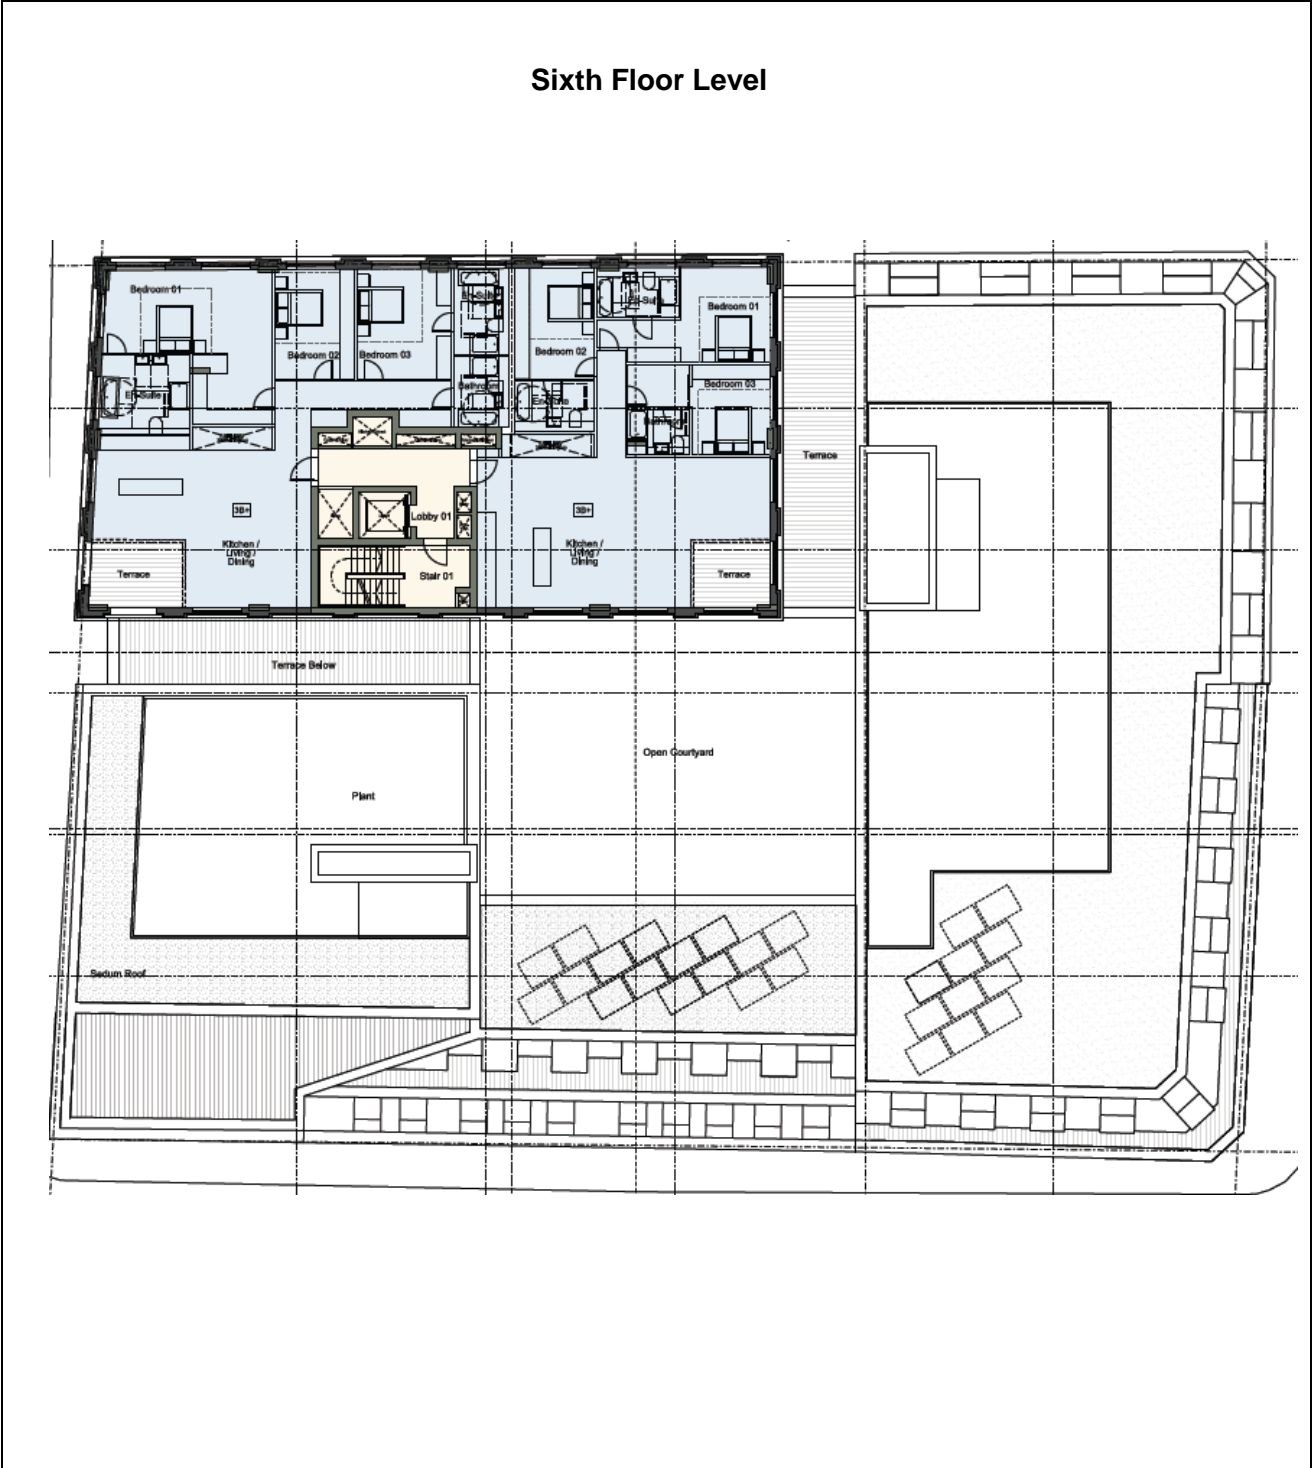 Sixth Floor Level
Bedroom 01
Bedroom 02
Bedroom 03
En-Suite
En-Suite
Bathroom
Bedroom 02
En-Suite
En-Suite
Bedroom 01
Bedroom 03
Bathroom
3B+
Kitchen /
Living /
Dining
Terrace
Lobby 01
Stair 01
3B+
Kitchen /
Living /
Dining
Terrace
Terrace
Terrace Below
Open Courtyard
Plant
Sedum Roof